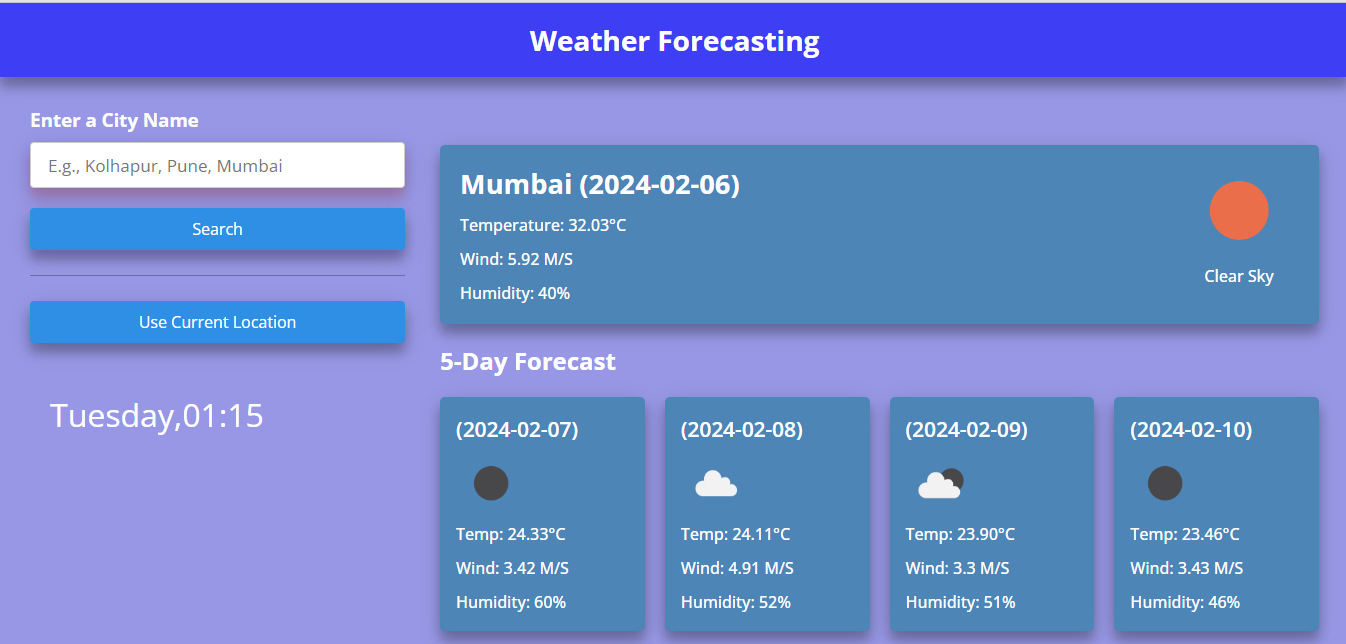 Weather Forecasting
Enter a City Name
E.g., Kolhapur, Pune, Mumbai
Search
Use Current Location
Tuesday,01:15
Mumbai (2024-02-06)
Temperature: 32.03°C
Wind: 5.92 M/S
Humidity: 40%
Clear Sky
5-Day Forecast
(2024-02-07)
Temp: 24.33°C
Wind: 3.42 M/S
Humidity: 60%
(2024-02-08)
Temp: 24.11°C
Wind: 4.91 M/S
Humidity: 52%
(2024-02-09)
Temp: 23.90°C
Wind: 3.3 M/S
Humidity: 51%
(2024-02-10)
Temp: 23.46°C
Wind: 3.43 M/S
Humidity: 46%